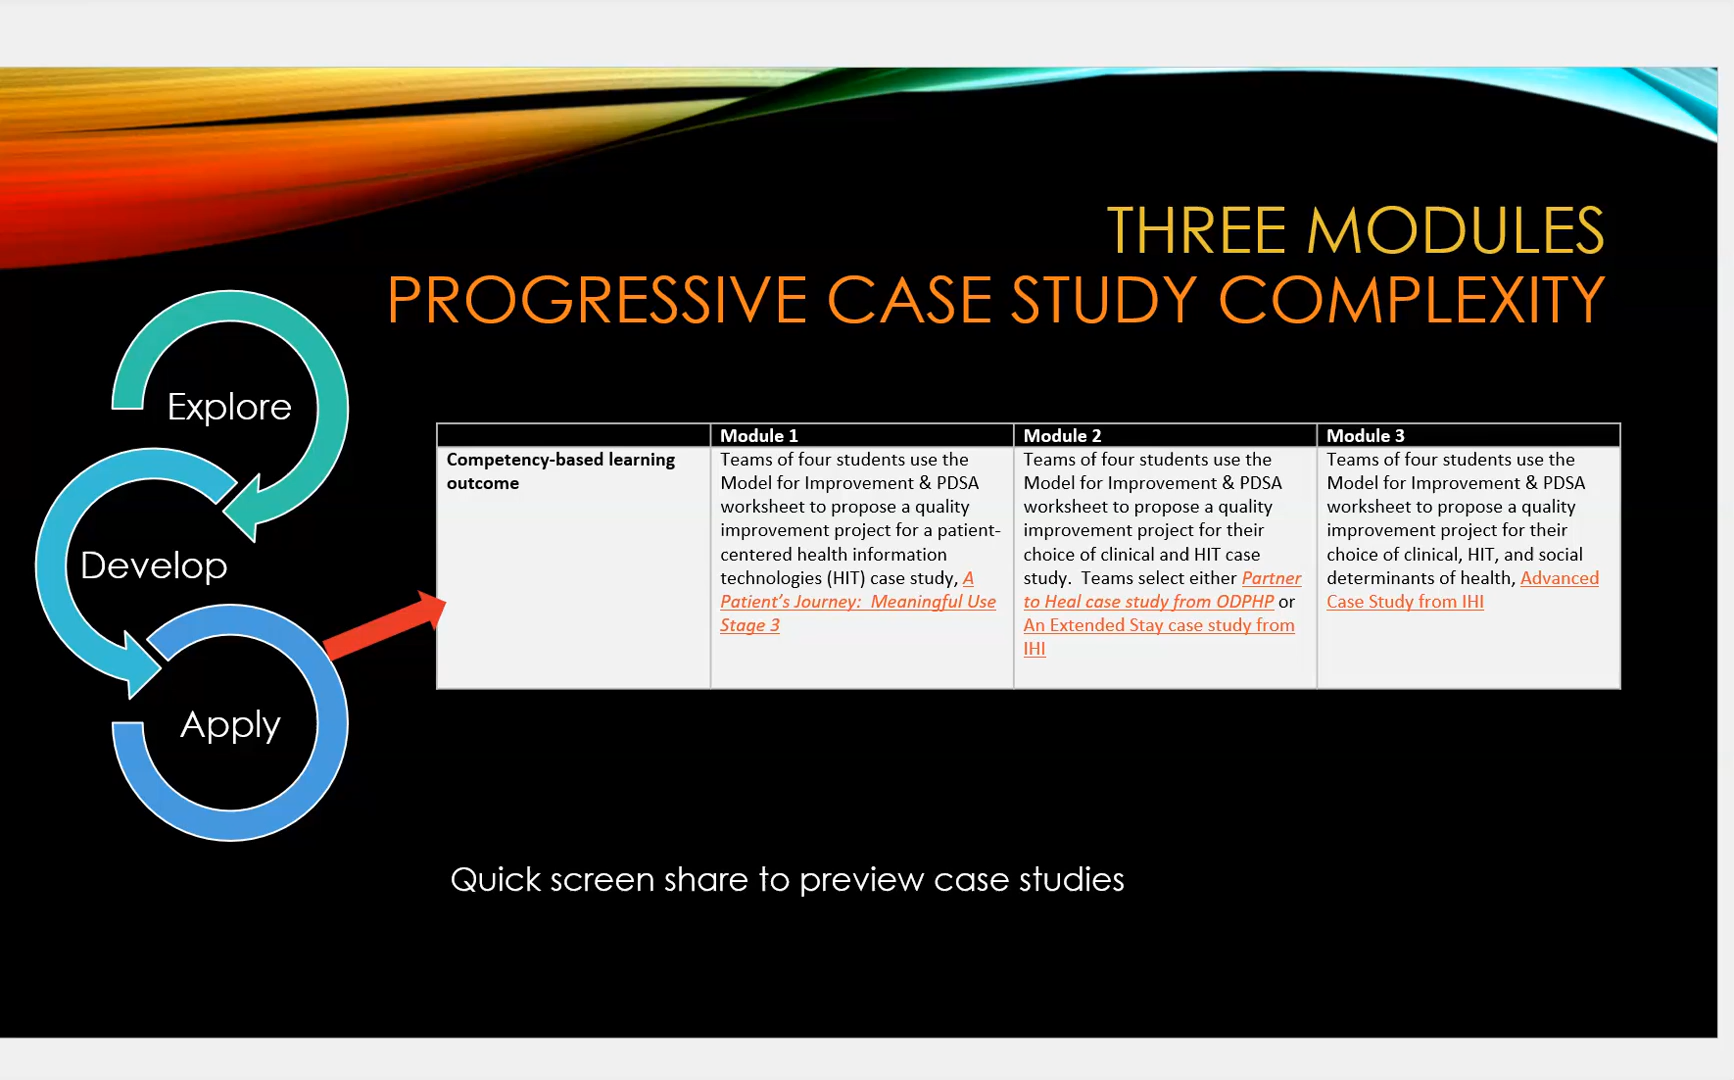 THREE MODULES
PROGRESSIVE CASE STUDY COMPLEXITY
Explore
Develop
Apply
Module 1
Module 2
Module 3
Competency-based learning
outcome
Teams of four students use the
Model for Improvement & PDSA
worksheet to propose a quality
improvement project for a patient-
centered health information
technologies (HIT) case study, A
Patient’s Journey:  Meaningful Use
Stage 3
Teams of four students use the
Model for Improvement & PDSA
worksheet to propose a quality
improvement project for their
choice of clinical and HIT case
study.  Teams select either Partner
to Heal case study from ODPHP or
An Extended Stay case study from
IHI
Teams of four students use the
Model for Improvement & PDSA
worksheet to propose a quality
improvement project for their
choice of clinical, HIT, and social
determinants of health, Advanced
Case Study from IHI
Quick screen share to preview case studies